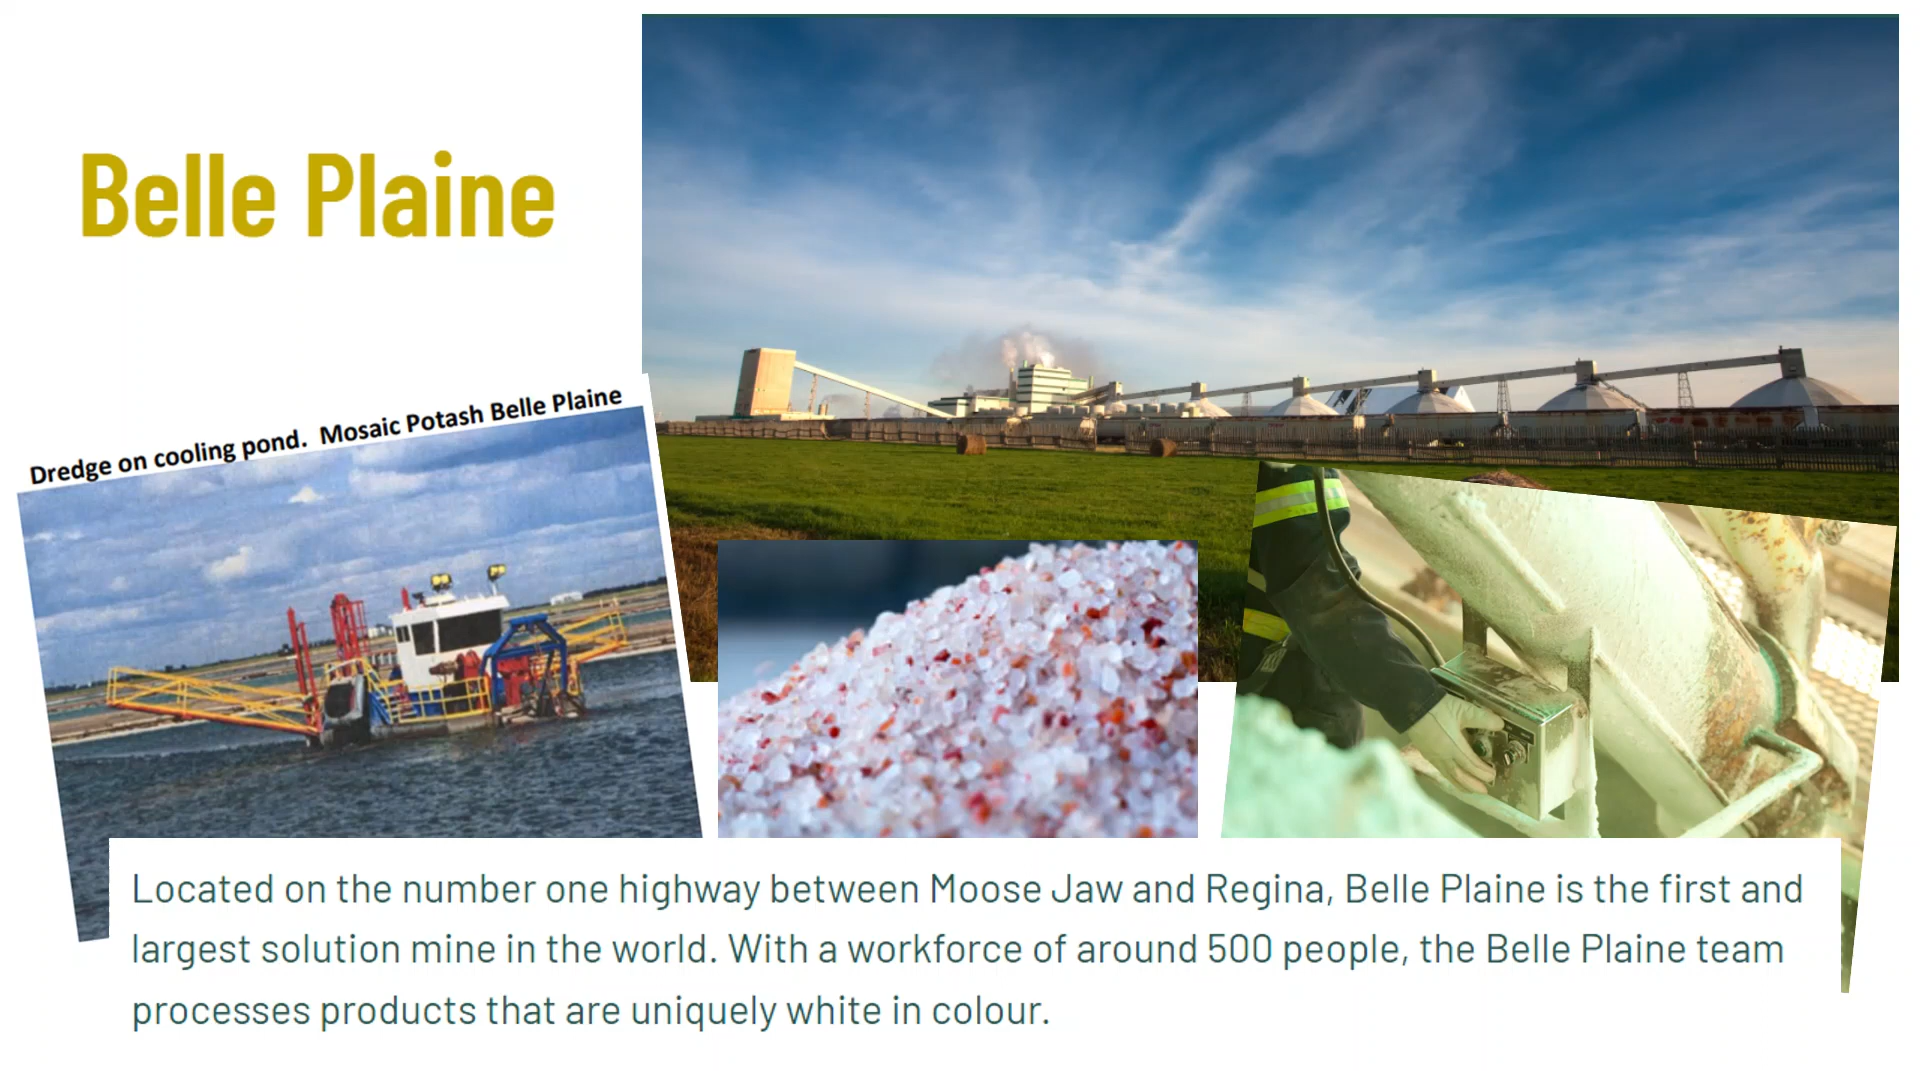 Belle Plaine
Dredge on cooling pond.  Mosaic Potash Belle Plaine
Located on the number one highway between Moose Jaw and Regina, Belle Plaine is the first and
largest solution mine in the world. With a workforce of around 500 people, the Belle Plaine team
processes products that are uniquely white in colour.